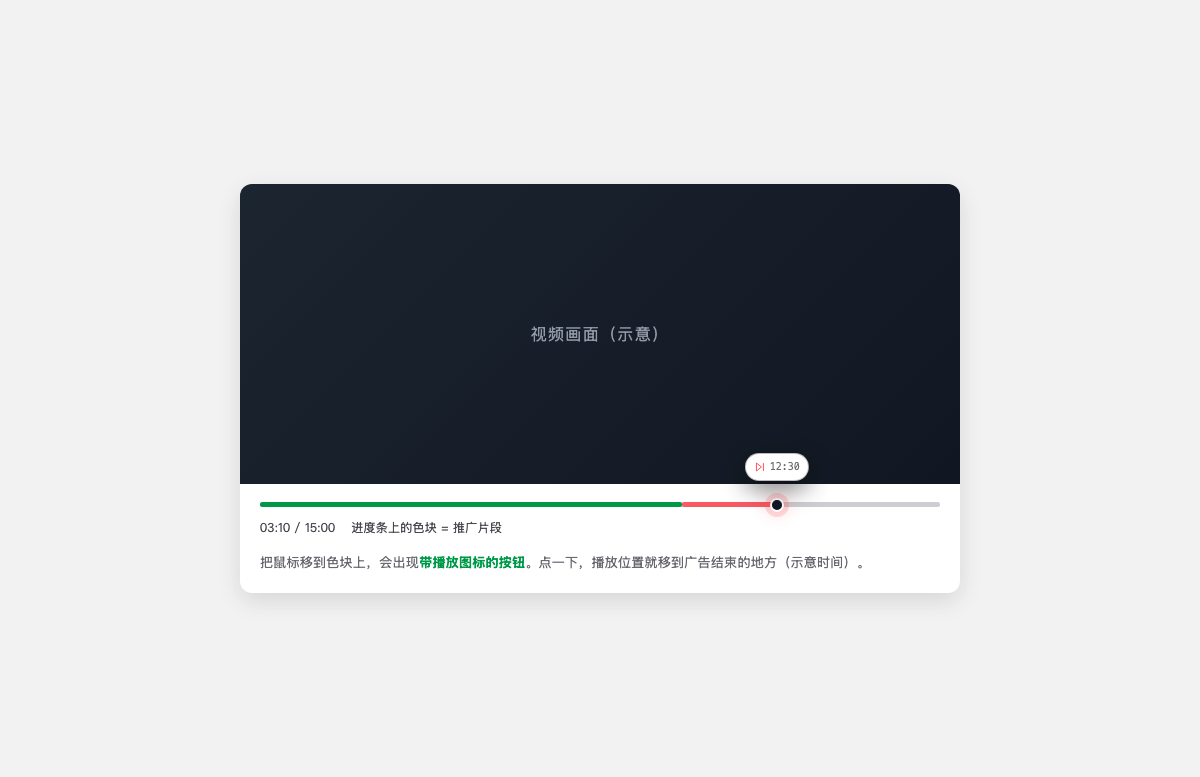 视频画面（示意）
12:30
03:10 / 15:00 进度条上的色块 = 推广片段
把鼠标移到色块上，会出现带播放图标的按钮。点一下，播放位置就移到广告结束的地方（示意时间）。